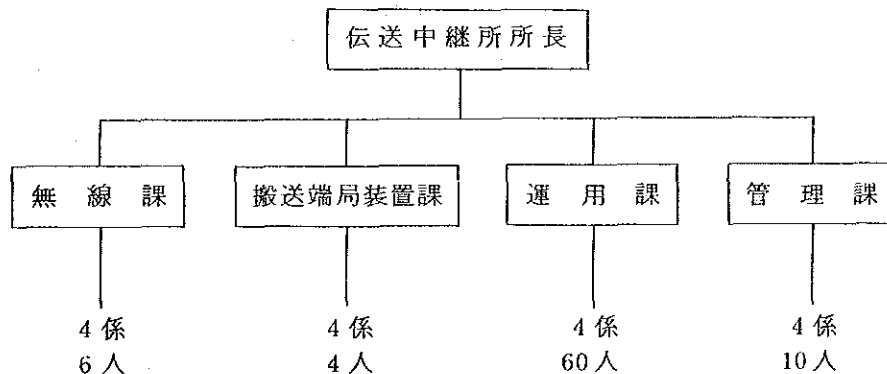 伝送中継所所長
無線課
搬送端局装置課
運用課
管理課
4係
6人
4係
4人
4係
60人
4係
10人